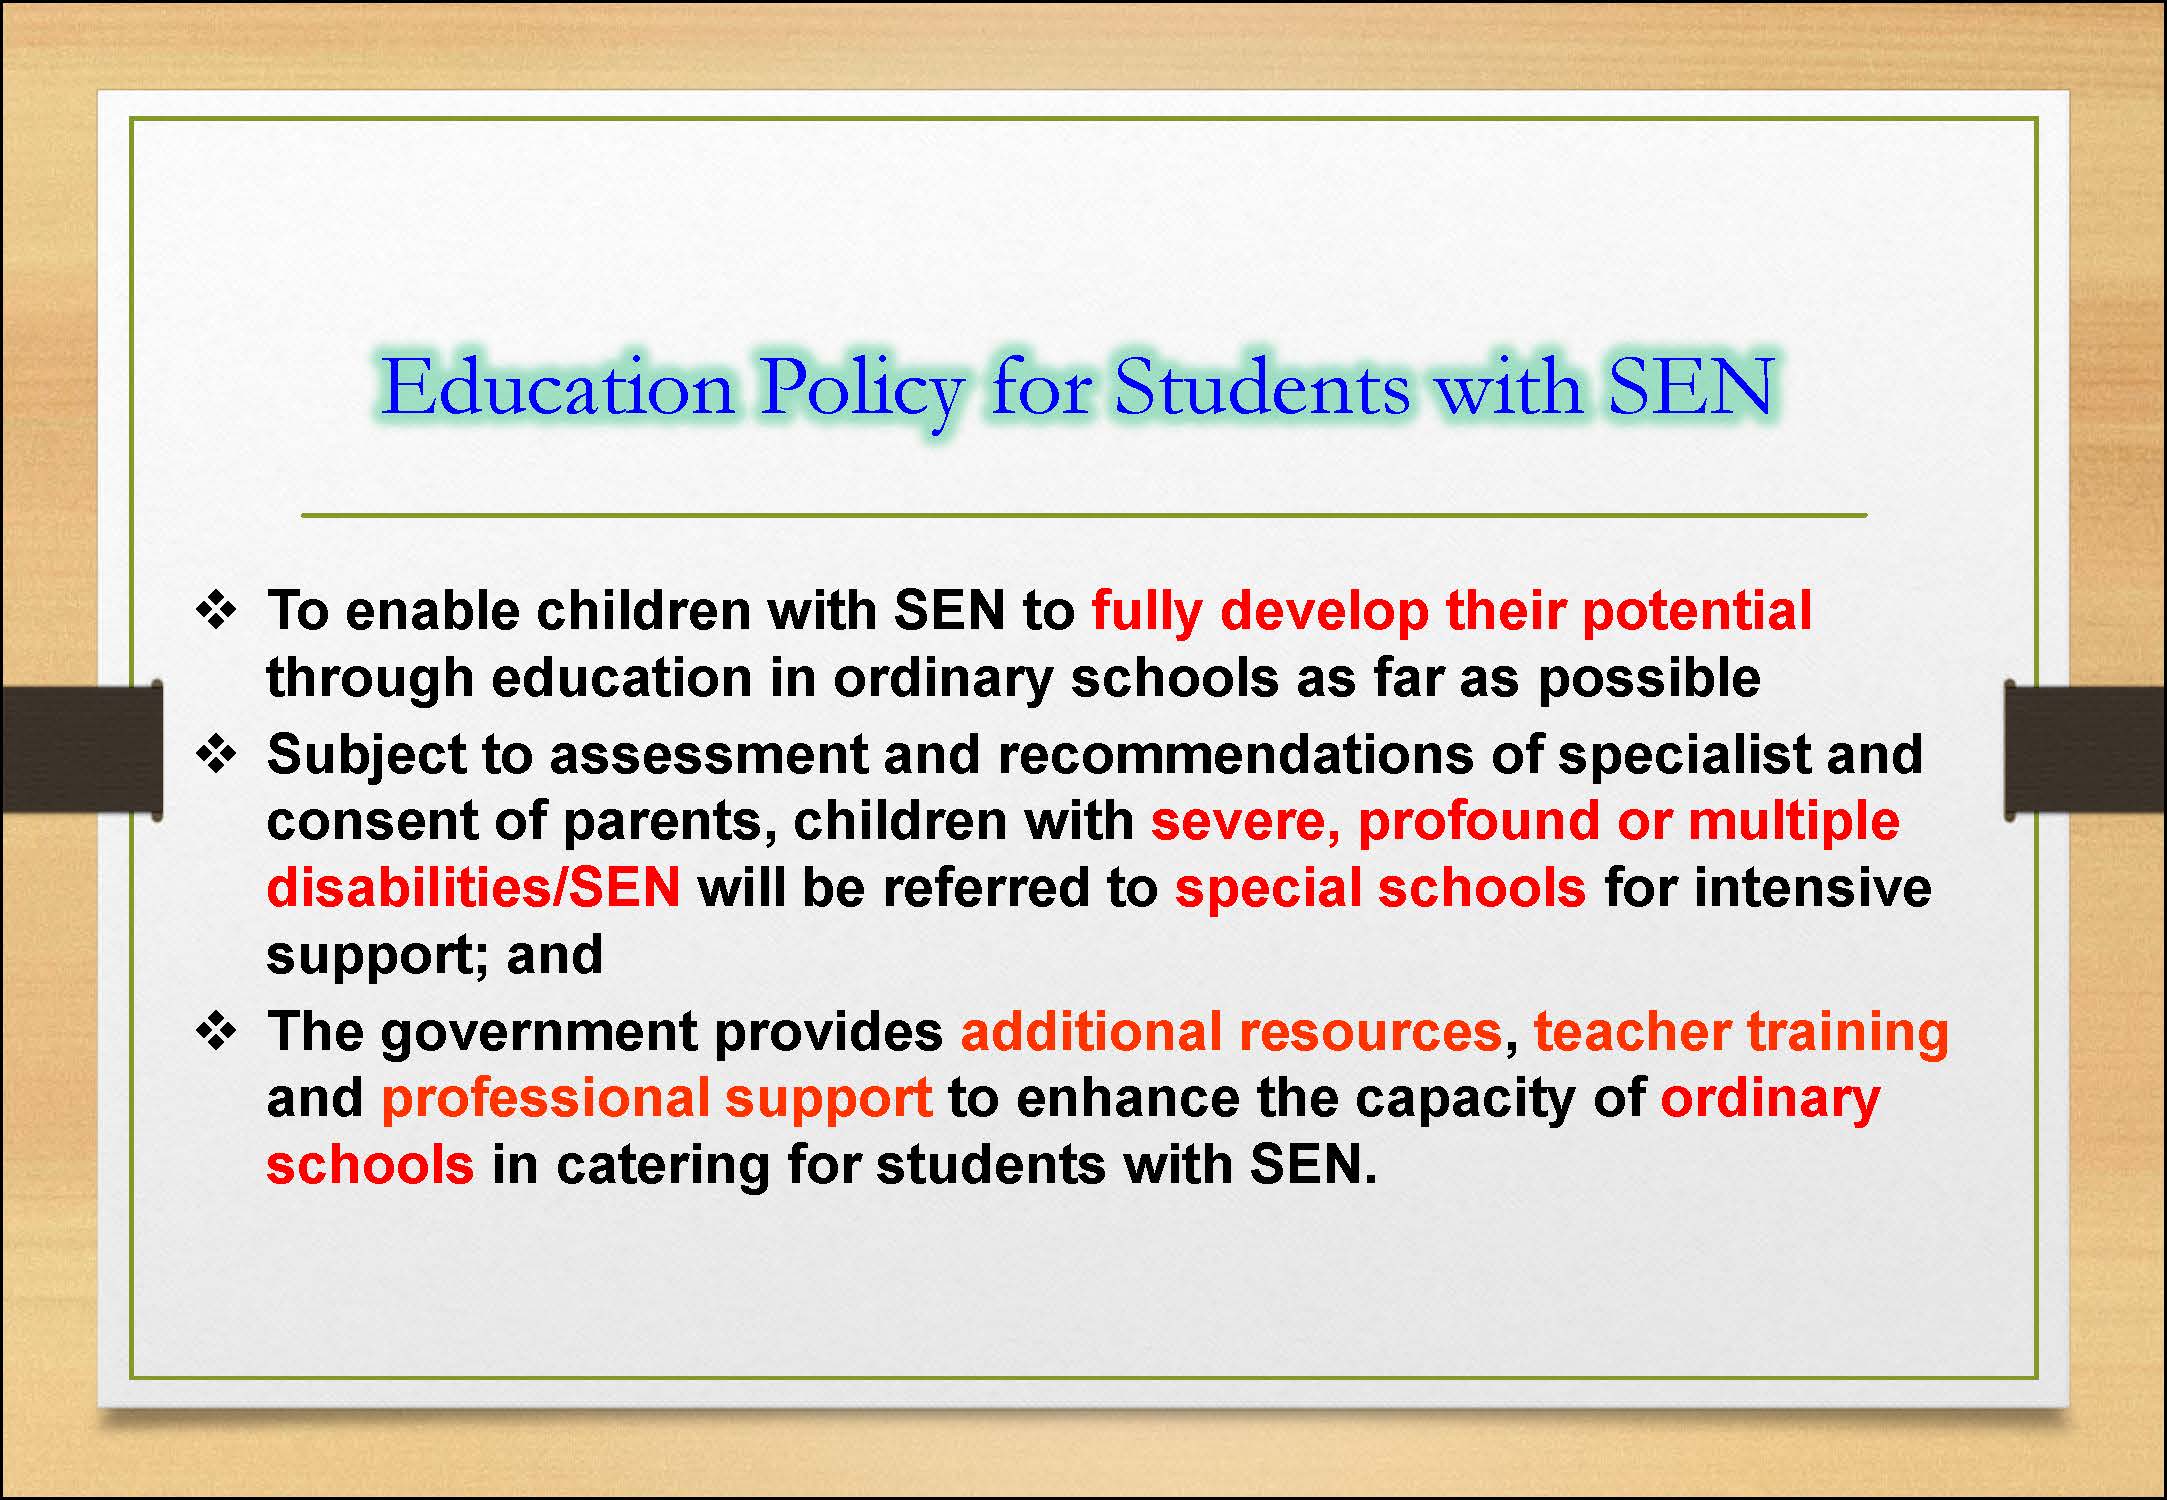 Education Policy for Students with SEN
❖ To enable children with SEN to fully develop their potential
through education in ordinary schools as far as possible
❖ Subject to assessment and recommendations of specialist and
consent of parents, children with severe, profound or multiple
disabilities/SEN will be referred to special schools for intensive
support; and
❖ The government provides additional resources, teacher training
and professional support to enhance the capacity of ordinary
schools in catering for students with SEN.